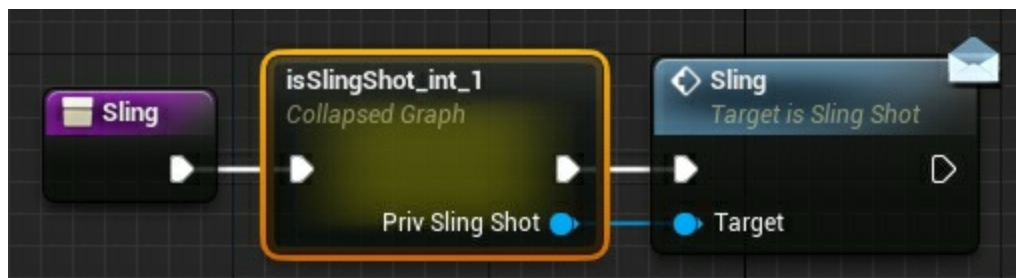 Sling
isSlingShot_int_1
Collapsed Graph
Priv Sling Shot
Sling
Target is Sling Shot
Target